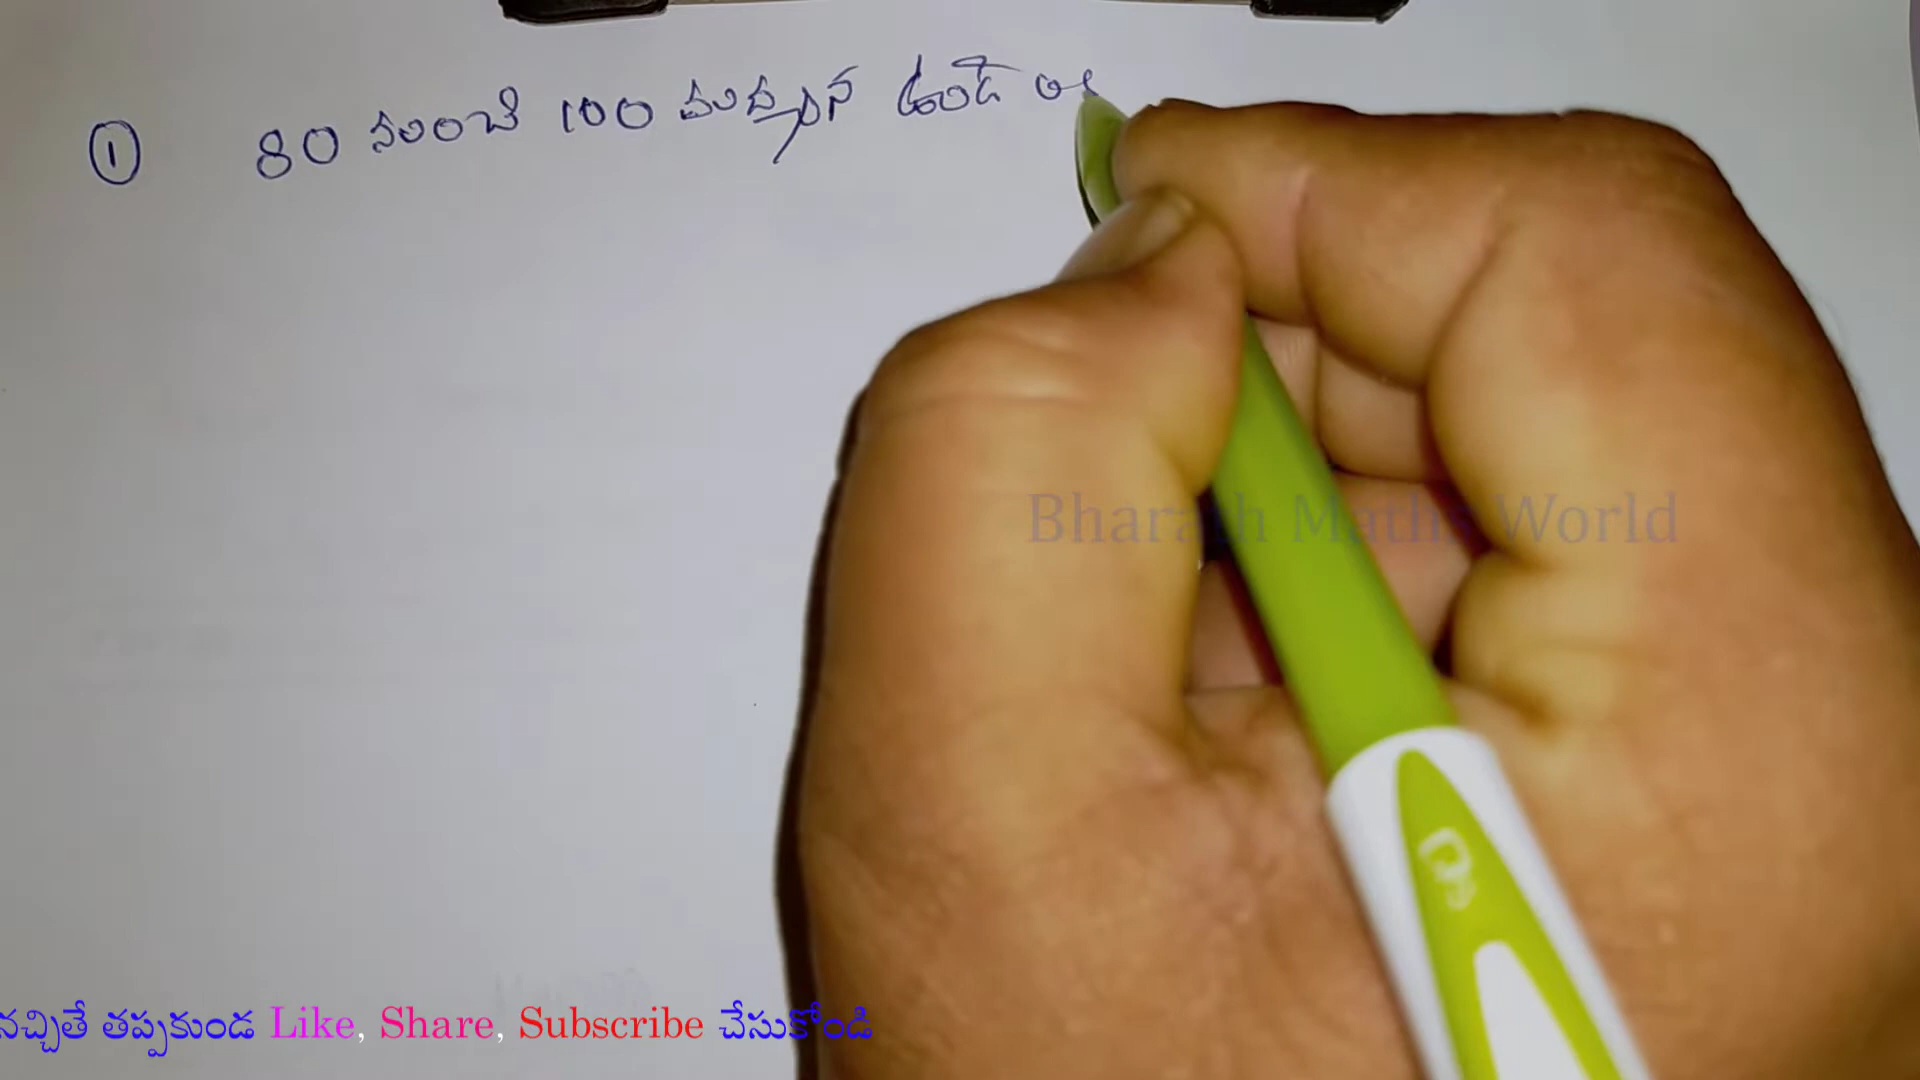 ① 80 నుంచి 100 మధ్యన ఉండే
Bharath Maths World
నచ్చితే తప్పకుండ Like, Share, Subscribe చేసుకోండి